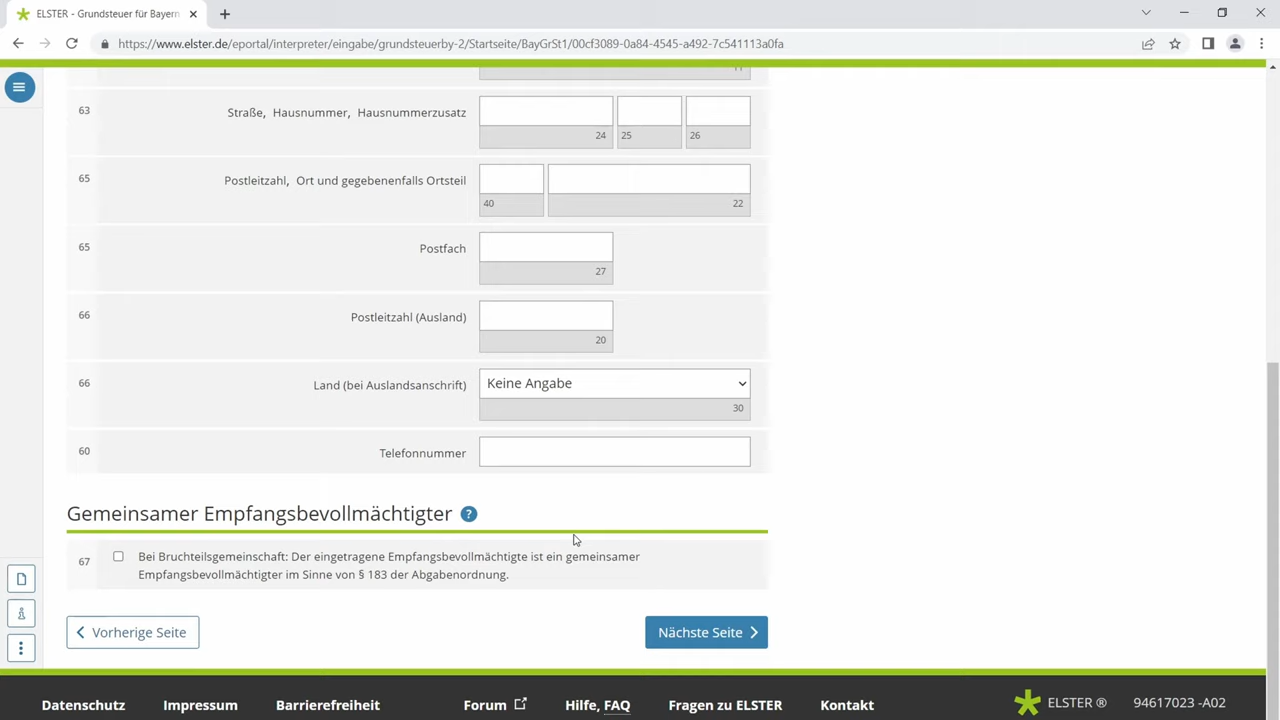 ELSTER - Grundsteuer für Bayern
https://www.elster.de/eportal/interpreter/eingabe/grundsteuerby-2/Startseite/BayGrSt1/00cf3089-0a84-4545-a492-7c541113a0fa
63 Straße, Hausnummer, Hausnummerzusatz
24 25 26
65 Postleitzahl, Ort und gegebenenfalls Ortsteil
40 22
65 Postfach
27
66 Postleitzahl (Ausland)
20
66 Land (bei Auslandsanschrift) Keine Angabe
30
60 Telefonnummer
Gemeinsamer Empfangsbevollmächtigter ?
67 Bei Bruchteilsgemeinschaft: Der eingetragene Empfangsbevollmächtigte ist ein gemeinsamer
Empfangsbevollmächtigter im Sinne von § 183 der Abgabenordnung.
Vorherige Seite Nächste Seite
Datenschutz Impressum Barrierefreiheit Forum Hilfe, FAQ Fragen zu ELSTER Kontakt ELSTER ® 94617023 -A02